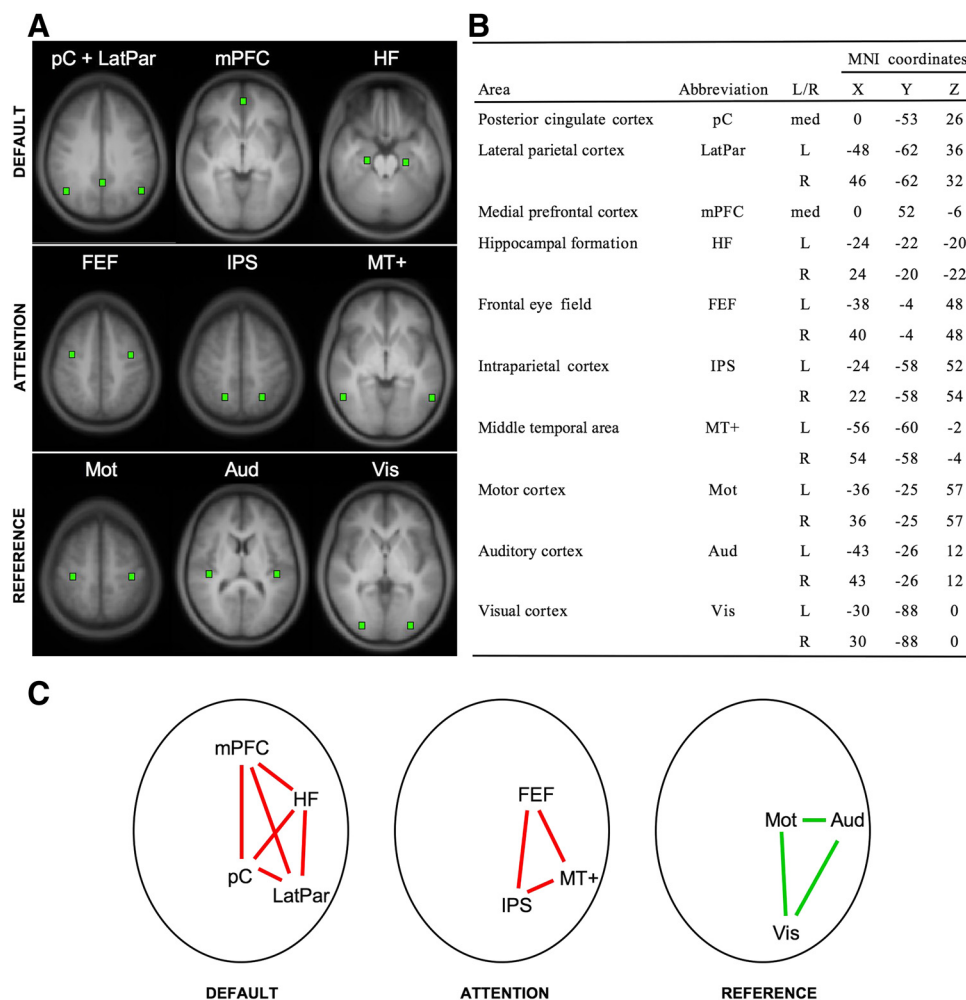 A
pC + LatPar mPFC HF
DEFAULT
FEF IPS MT+
ATTENTION
Mot Aud Vis
REFERENCE
B
MNI coordinates
Area Abbreviation L/R X Y Z
Posterior cingulate cortex pC med 0 -53 26
Lateral parietal cortex LatPar L -48 -62 36
R 46 -62 32
Medial prefrontal cortex mPFC med 0 52 -6
Hippocampal formation HF L -24 -22 -20
R 24 -20 -22
Frontal eye field FEF L -38 -4 48
R 40 -4 48
Intraparietal cortex IPS L -24 -58 52
R 22 -58 54
Middle temporal area MT+ L -56 -60 -2
R 54 -58 -4
Motor cortex Mot L -36 -25 57
R 36 -25 57
Auditory cortex Aud L -43 -26 12
R 43 -26 12
Visual cortex Vis L -30 -88 0
R 30 -88 0
C
mPFC
HF
pC
LatPar
DEFAULT
FEF
MT+
IPS
ATTENTION
Mot Aud
Vis
REFERENCE